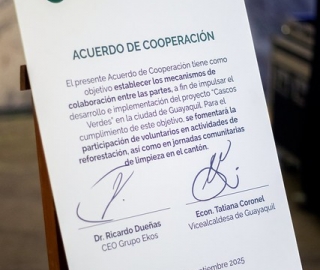 ACUERDO DE COOPERACIÓN
El presente Acuerdo de Cooperación tiene como
objetivo establecer los mecanismos de
colaboración entre las partes, a fin de impulsar el
desarrollo e implementación del proyecto "Cascos
Verdes" en la ciudad de Guayaquil. Para el
cumplimiento de este objetivo, se fomentará la
participación de voluntarios en actividades de
reforestación, así como en jornadas comunitarias
de limpieza en el cantón.
Dr. Ricardo Dueñas
CEO Grupo Ekos
Econ. Tatiana Coronel
Vicealcaldesa de Guayaquil
2025